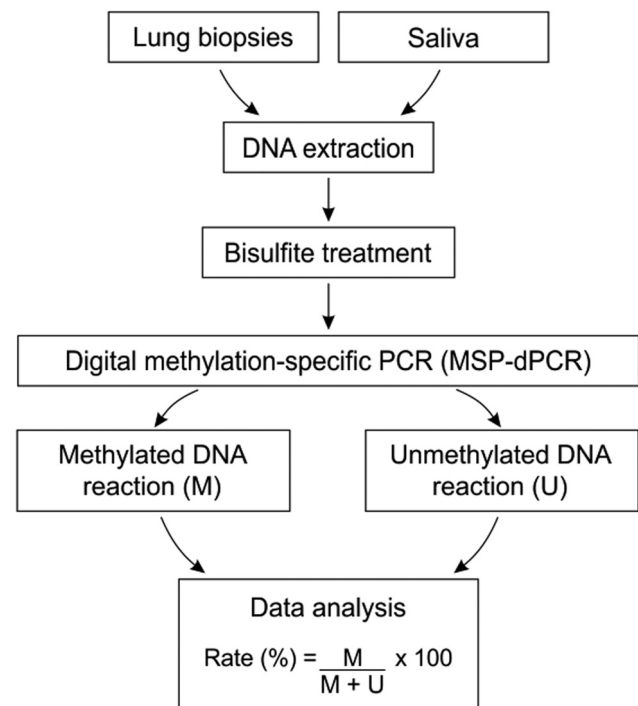 Lung biopsies
Saliva
DNA extraction
Bisulfite treatment
Digital methylation-specific PCR (MSP-dPCR)
Methylated DNA
reaction (M)
Unmethylated DNA
reaction (U)
Data analysis
Rate (%) = M x 100
M + U